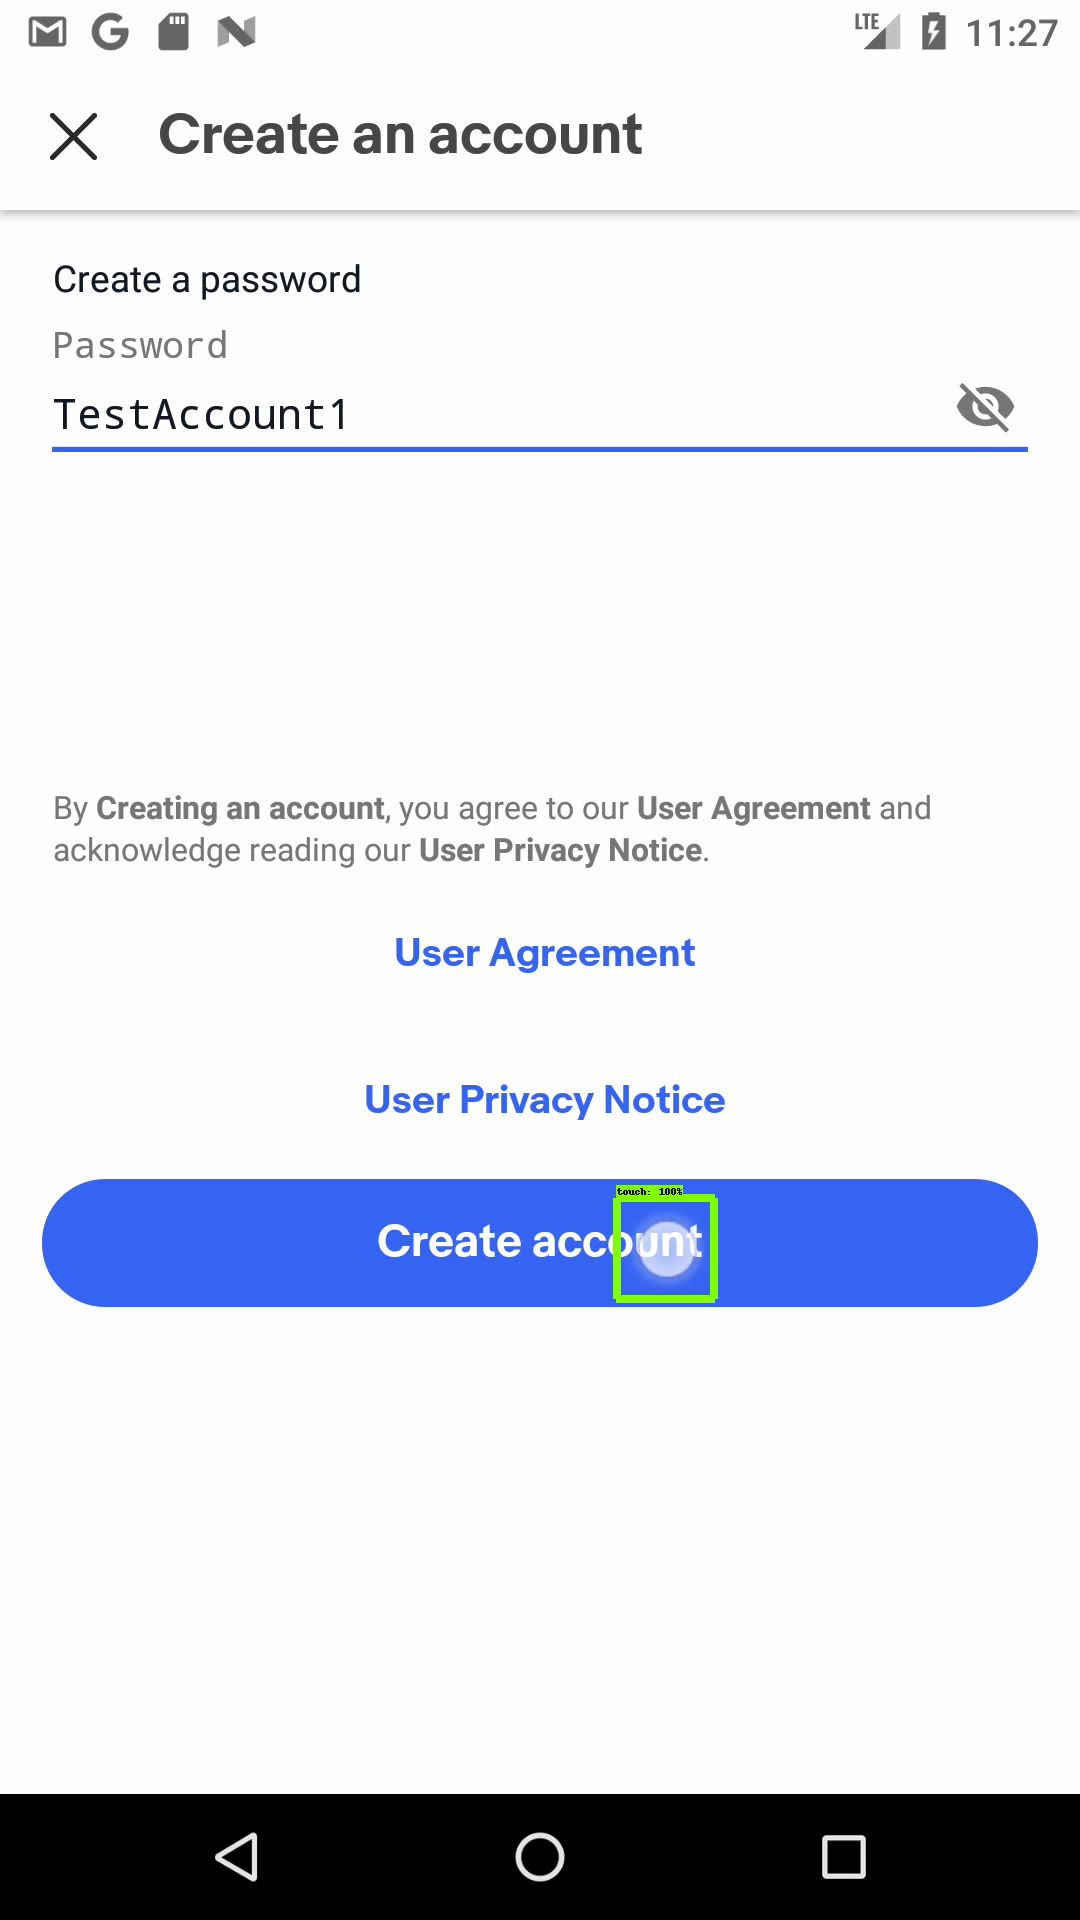 LTE 11:27
Create an account
Create a password
Password
TestAccount1
By Creating an account, you agree to our User Agreement and
acknowledge reading our User Privacy Notice.
User Agreement
User Privacy Notice
touch: 100%
Create account